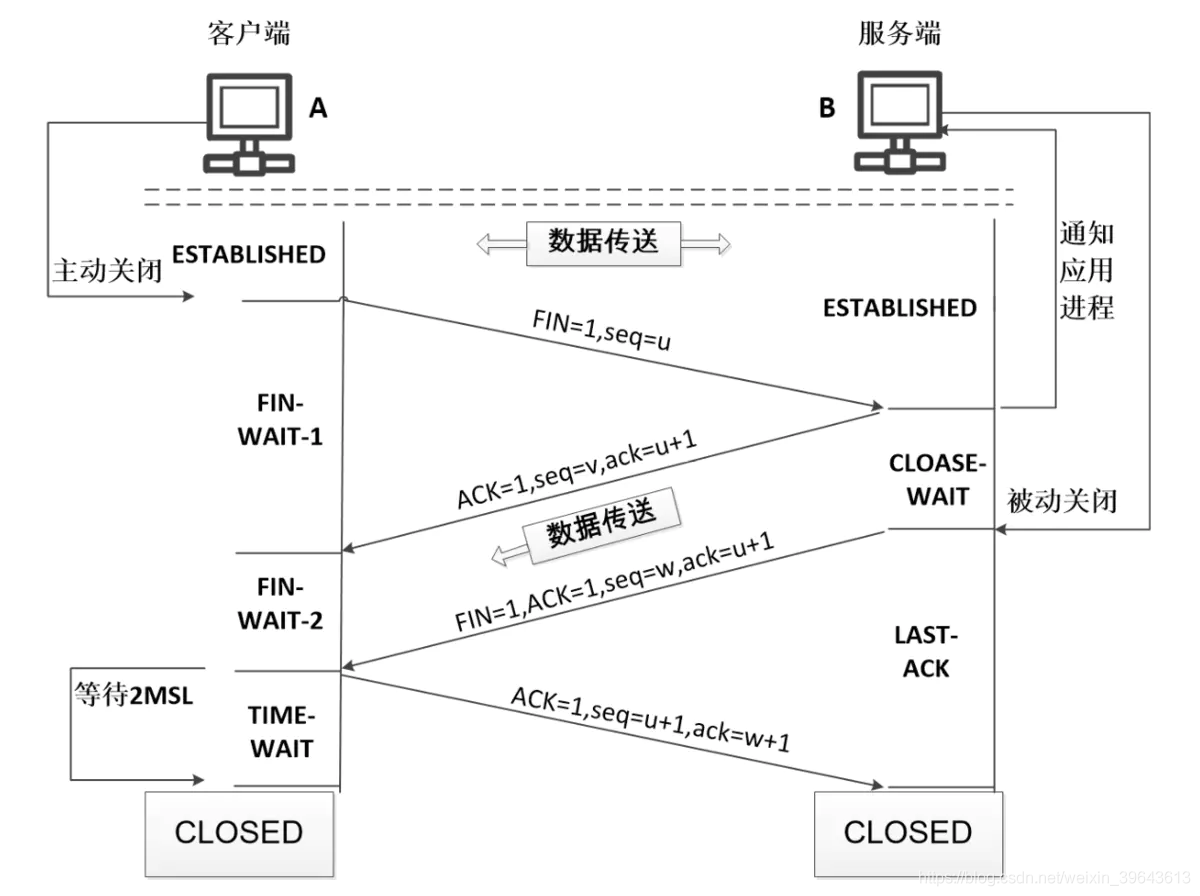 客户端
服务端
A
B
ESTABLISHED
数据传送
通知
应用
进程
主动关闭
ESTABLISHED
FIN=1,seq=u
FIN-
WAIT-1
ACK=1,seq=v,ack=u+1
CLOASE-
WAIT
被动关闭
数据传送
FIN=1,ACK=1,seq=w,ack=u+1
FIN-
WAIT-2
LAST-
ACK
等待2MSL
ACK=1,seq=u+1,ack=w+1
TIME-
WAIT
CLOSED
CLOSED
https://blog.csdn.net/weixin_39643613